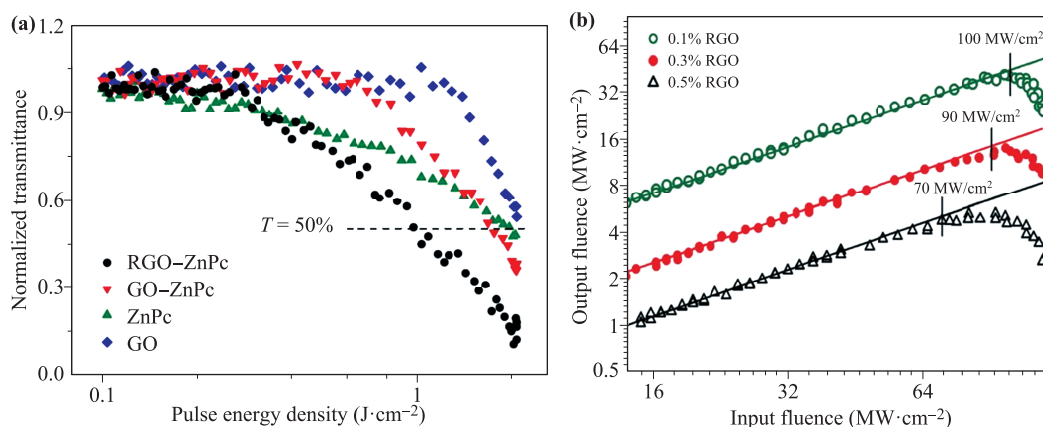 (a)
Normalized transmittance
1.2
0.9
0.6
0.3
0.0
T = 50%
RGO−ZnPc
GO−ZnPc
ZnPc
GO
0.1
1
Pulse energy density (J·cm−2)
(b)
Output fluence (MW·cm−2)
64
32
16
8
4
2
1
0.5
0.1% RGO
0.3% RGO
0.5% RGO
100 MW/cm2
90 MW/cm2
70 MW/cm2
16
32
64
Input fluence (MW·cm−2)